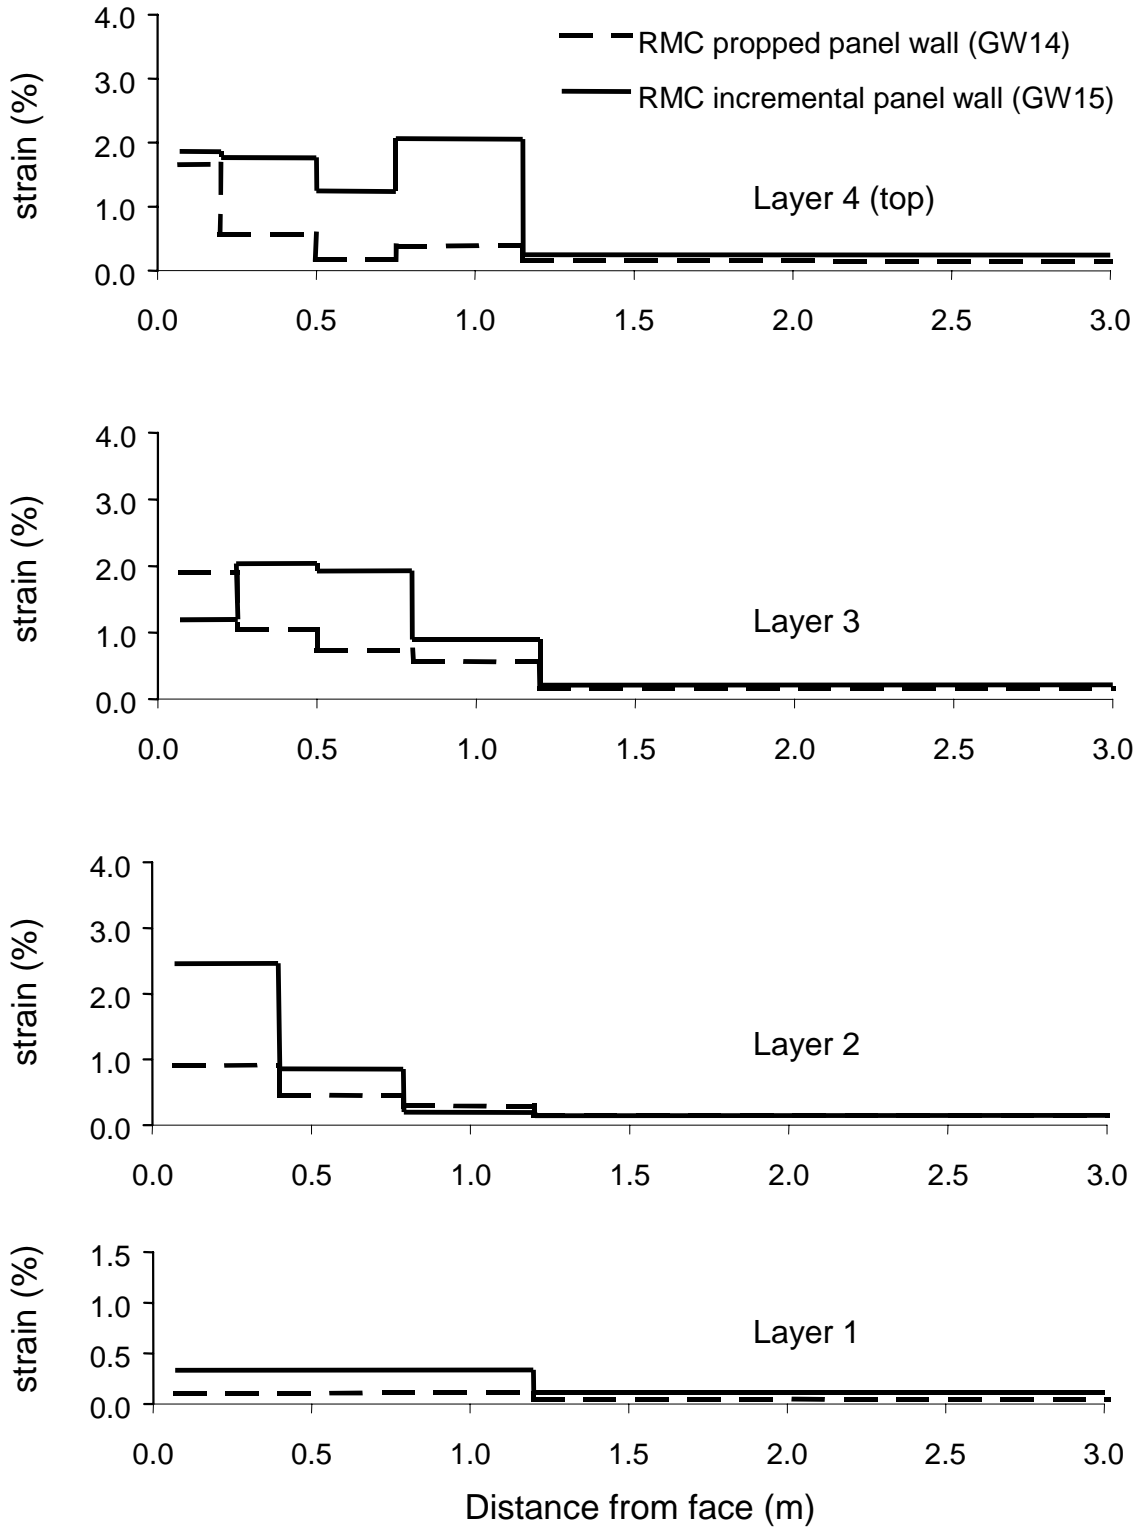 4.0
RMC propped panel wall (GW14)
3.0
RMC incremental panel wall (GW15)
strain (%)
2.0
1.0
Layer 4 (top)
0.0
0.0 0.5 1.0 1.5 2.0 2.5 3.0
4.0
3.0
strain (%)
2.0
1.0
Layer 3
0.0
0.0 0.5 1.0 1.5 2.0 2.5 3.0
4.0
3.0
strain (%)
2.0
1.0
Layer 2
0.0
0.0 0.5 1.0 1.5 2.0 2.5 3.0
1.5
strain (%)
1.0
Layer 1
0.5
0.0
0.0 0.5 1.0 1.5 2.0 2.5 3.0
Distance from face (m)